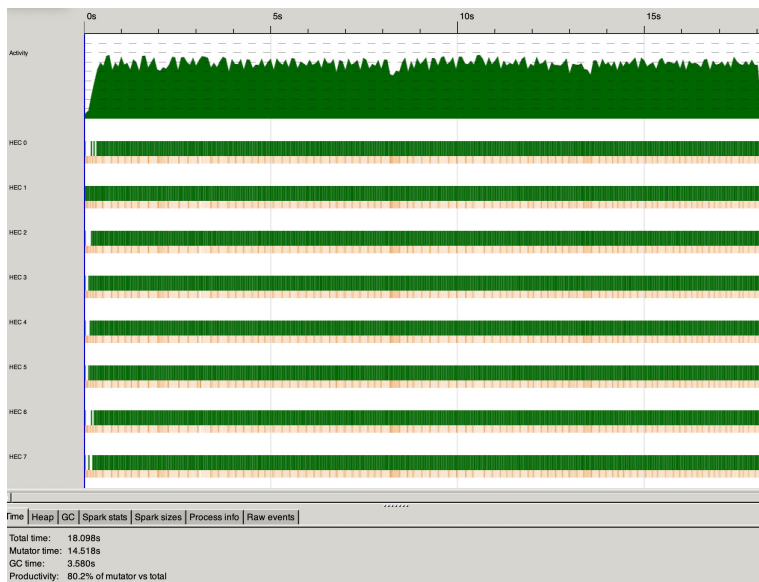 0s 5s 10s 15s
Activity
HEC 0
HEC 1
HEC 2
HEC 3
HEC 4
HEC 5
HEC 6
HEC 7
Time Heap GC Spark stats Spark sizes Process info Raw events
Total time: 18.098s
Mutator time: 14.518s
GC time: 3.580s
Productivity: 80.2% of mutator vs total